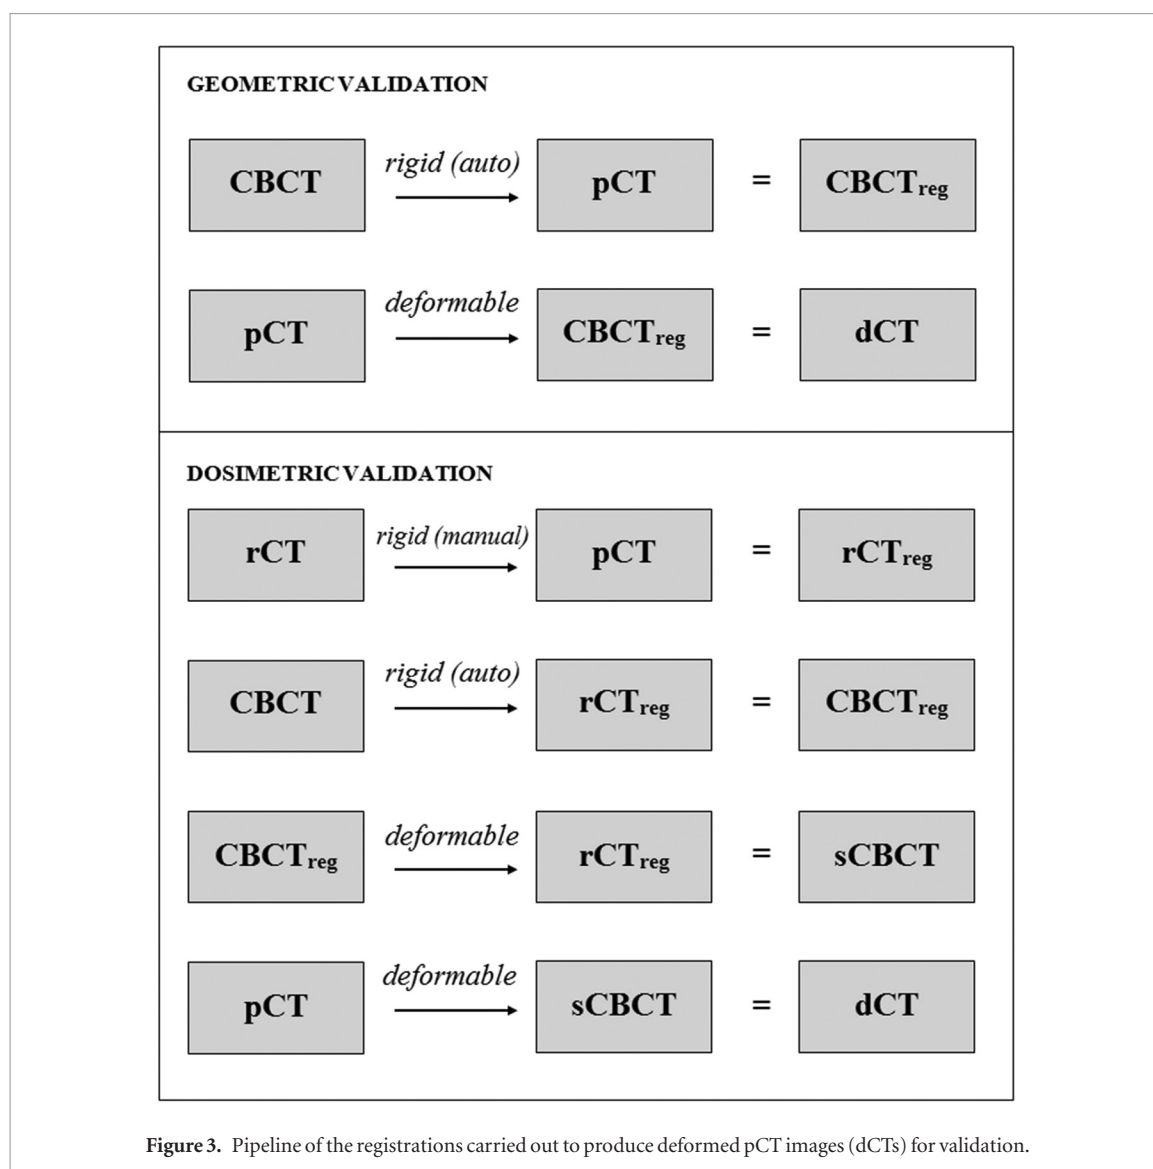 GEOMETRIC VALIDATION
CBCT rigid (auto) pCT = CBCTreg
pCT deformable CBCTreg = dCT
DOSIMETRIC VALIDATION
rCT rigid (manual) pCT = rCTreg
CBCT rigid (auto) rCTreg = CBCTreg
CBCTreg deformable rCTreg = sCBCT
pCT deformable sCBCT = dCT
Figure 3. Pipeline of the registrations carried out to produce deformed pCT images (dCTs) for validation.